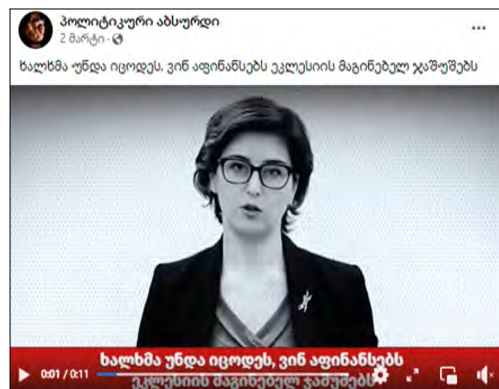 პოლიტიკური აბსურდი
2 მარტი ·
ხალხმა უნდა იცოდეს, ვინ აფინანსებს ეკლესიის მაგინებელ ჯაშუშებს
ხალხმა უნდა იცოდეს, ვინ აფინანსებს
ეკლესიის მაგინებელ ჯაშუშებს
0:01 / 0:11